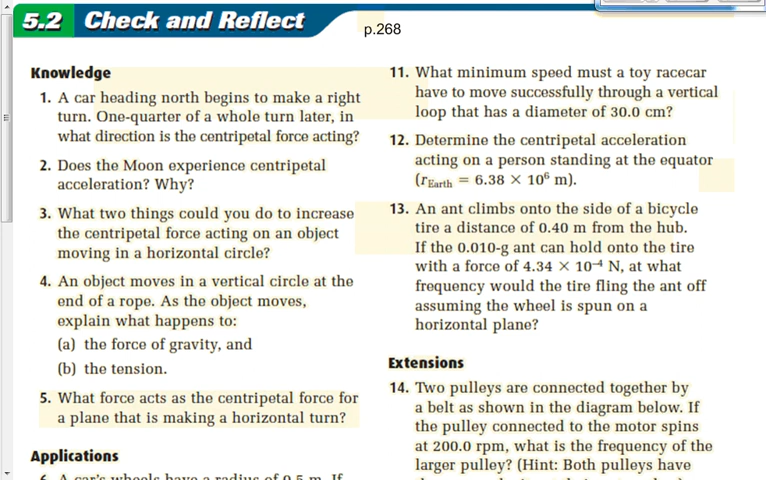 5.2 Check and Reflect
p.268
Knowledge
1. A car heading north begins to make a right
turn. One-quarter of a whole turn later, in
what direction is the centripetal force acting?
2. Does the Moon experience centripetal
acceleration? Why?
3. What two things could you do to increase
the centripetal force acting on an object
moving in a horizontal circle?
4. An object moves in a vertical circle at the
end of a rope. As the object moves,
explain what happens to:
(a) the force of gravity, and
(b) the tension.
5. What force acts as the centripetal force for
a plane that is making a horizontal turn?
Applications
6. A car's wheels have a radius of 0.5 m. If
11. What minimum speed must a toy racecar
have to move successfully through a vertical
loop that has a diameter of 30.0 cm?
12. Determine the centripetal acceleration
acting on a person standing at the equator
(rEarth = 6.38 × 10⁶ m).
13. An ant climbs onto the side of a bicycle
tire a distance of 0.40 m from the hub.
If the 0.010-g ant can hold onto the tire
with a force of 4.34 × 10⁻⁴ N, at what
frequency would the tire fling the ant off
assuming the wheel is spun on a
horizontal plane?
Extensions
14. Two pulleys are connected together by
a belt as shown in the diagram below. If
the pulley connected to the motor spins
at 200.0 rpm, what is the frequency of the
larger pulley? (Hint: Both pulleys have